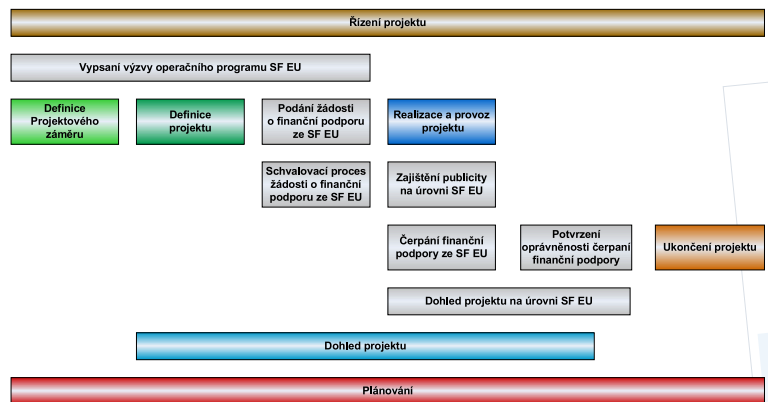 Řízení projektu
Vypsaní výzvy operačního programu SF EU
Definice
Projektového
záměru
Definice
projektu
Podání žádosti
o finanční podporu
ze SF EU
Realizace a provoz
projektu
Schvalovací proces
žádosti o finanční
podporu ze SF EU
Zajištění publicity
na úrovni SF EU
Čerpání finanční
podpory ze SF EU
Potvrzení
oprávněnosti čerpaní
finanční podpory
Ukončení projektu
Dohled projektu na úrovni SF EU
Dohled projektu
Plánování